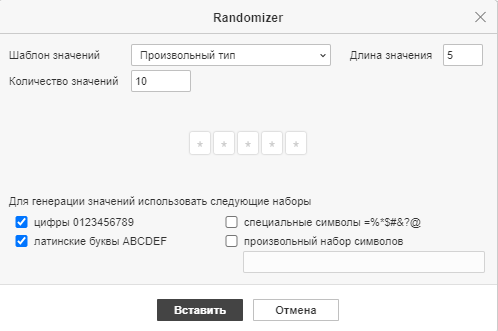 Randomizer
Шаблон значений Произвольный тип Длина значения 5
Количество значений 10
* * * * *
Для генерации значений использовать следующие наборы
цифры 0123456789 специальные символы =%*$#&?@
латинские буквы ABCDEF произвольный набор символов
Вставить Отмена